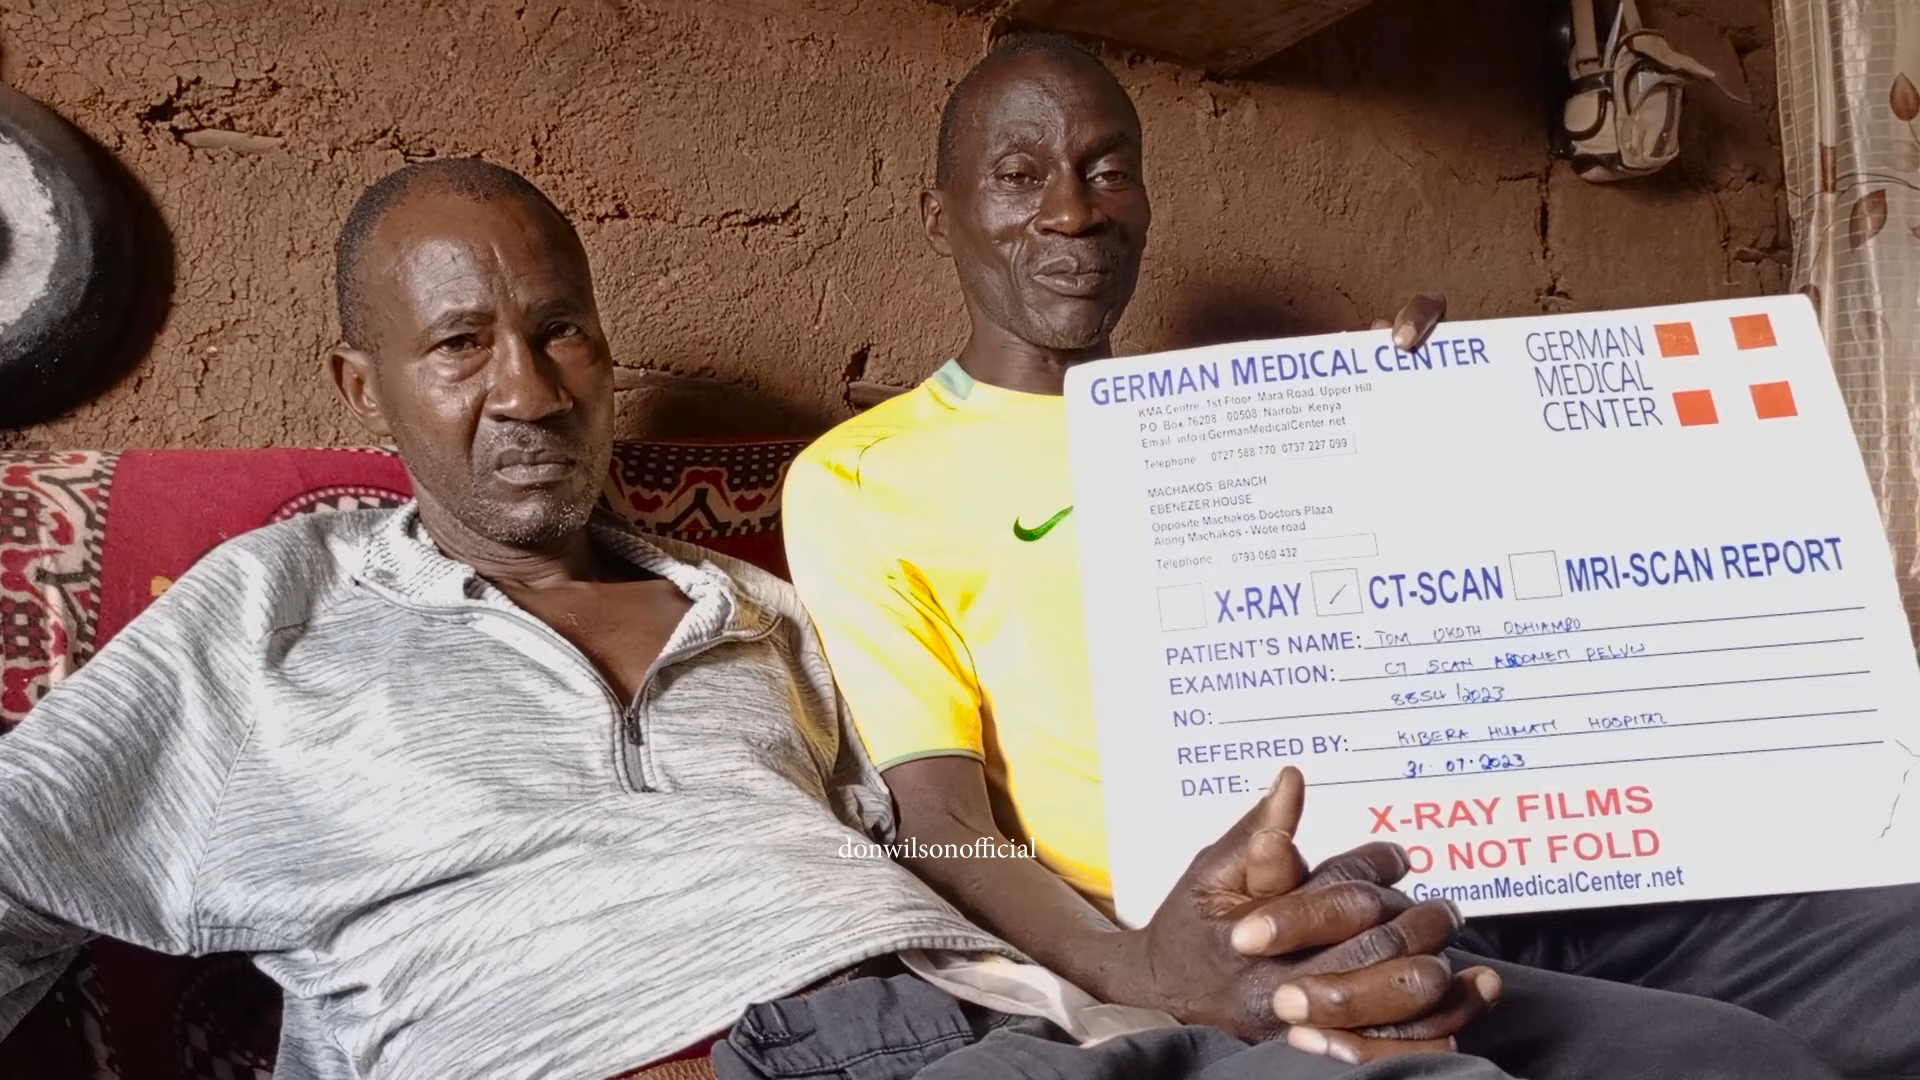 GERMAN MEDICAL CENTER
KMA Centre, 1st Floor, Mara Road, Upper Hill,
P.O. Box 76208 - 00508, Nairobi, Kenya
Email: info@GermanMedicalCenter.net
Telephone: 0727 588 770 0737 227 099
MACHAKOS BRANCH
EBENEZER HOUSE
Opposite Machakos Doctors Plaza
Along Machakos - Wote road
Telephone: 0793 060 432
GERMAN
MEDICAL
CENTER
X-RAY CT-SCAN MRI-SCAN REPORT
PATIENT'S NAME: TOM OKOTH ODHIAMBO
EXAMINATION: CT SCAN ABDOMEN PELVIS
NO: 8854/2023
REFERRED BY: KIBERA HUMAN HOSPITAL
DATE: 31.07.2023
X-RAY FILMS
O NOT FOLD
.GermanMedicalCenter.net
donwilsonofficial